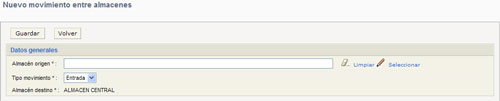 Nuevo movimiento entre almacenes
Guardar Volver
Datos generales
Almacén origen * : Limpiar Seleccionar
Tipo movimiento * : Entrada
Almacén destino * : ALMACEN CENTRAL